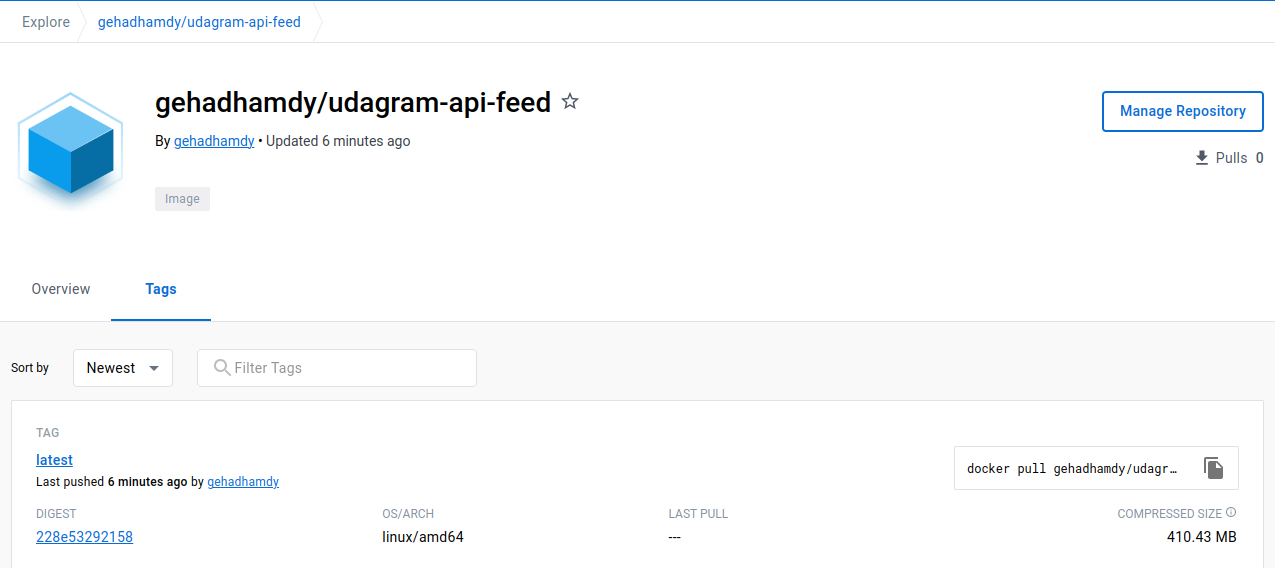 Explore gehadhamdy/udagram-api-feed
gehadhamdy/udagram-api-feed
Manage Repository
By gehadhamdy • Updated 6 minutes ago
Pulls 0
Image
Overview Tags
Sort by Newest Filter Tags
TAG
latest
docker pull gehadhamdy/udagr…
Last pushed 6 minutes ago by gehadhamdy
DIGEST OS/ARCH LAST PULL COMPRESSED SIZE
228e53292158 linux/amd64 --- 410.43 MB